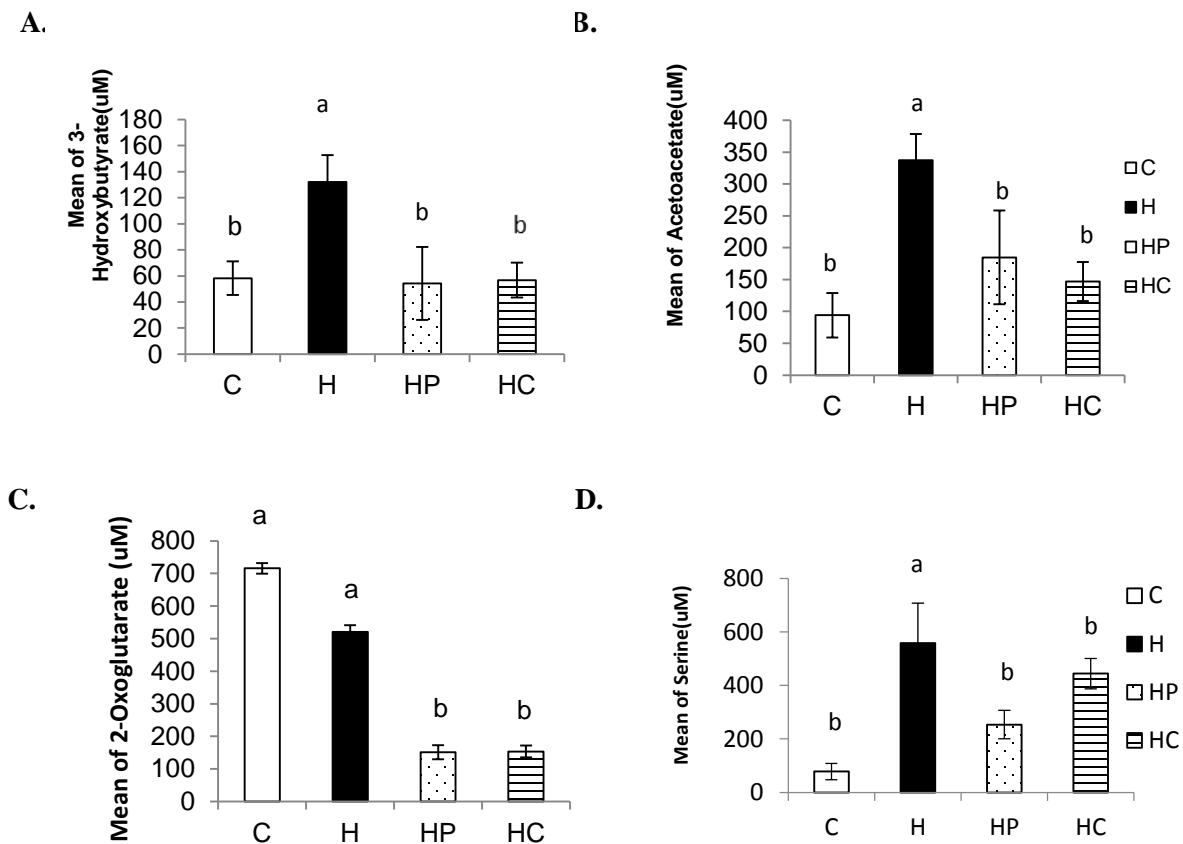 A.
Mean of 3-
Hydroxybutyrate(uM)
180
160
140
120
100
80
60
40
20
0
b
a
b
b
C H HP HC
B.
Mean of Acetoacetate(uM)
400
350
300
250
200
150
100
50
0
b
a
b
b
C H HP HC
C
H
HP
HC
C.
Mean of 2-Oxoglutarate (uM)
800
700
600
500
400
300
200
100
0
a
a
b
b
C H HP HC
D.
Mean of Serine(uM)
800
600
400
200
0
b
a
b
b
C H HP HC
C
H
HP
HC